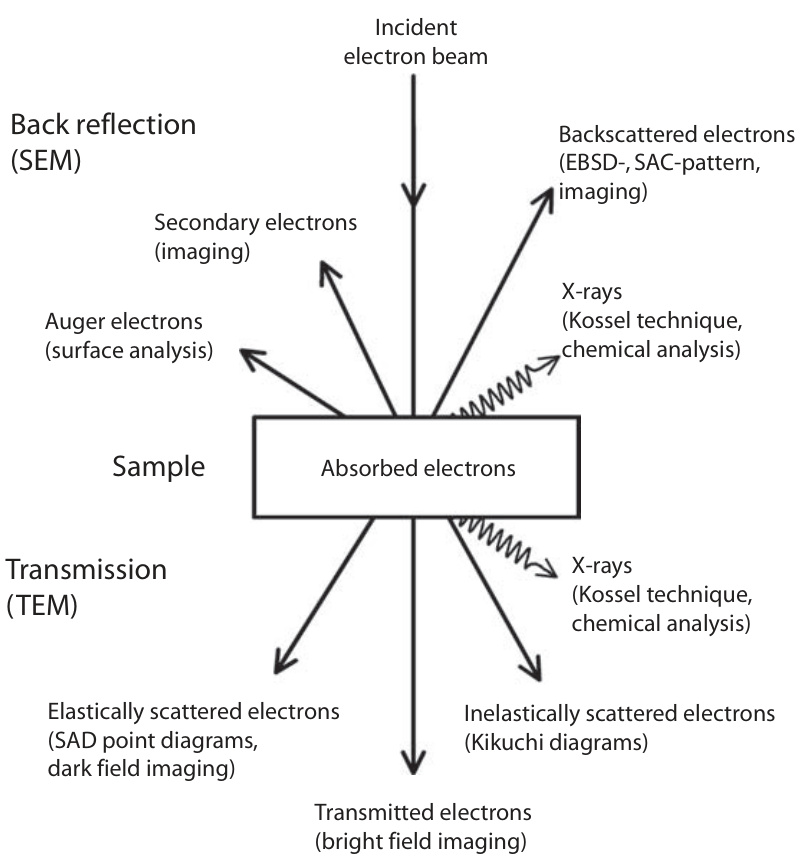 Incident
electron beam
Back reflection
(SEM)
Backscattered electrons
(EBSD-, SAC-pattern,
imaging)
Secondary electrons
(imaging)
X-rays
(Kossel technique,
chemical analysis)
Auger electrons
(surface analysis)
Sample
Absorbed electrons
Transmission
(TEM)
X-rays
(Kossel technique,
chemical analysis)
Elastically scattered electrons
(SAD point diagrams,
dark field imaging)
Inelastically scattered electrons
(Kikuchi diagrams)
Transmitted electrons
(bright field imaging)